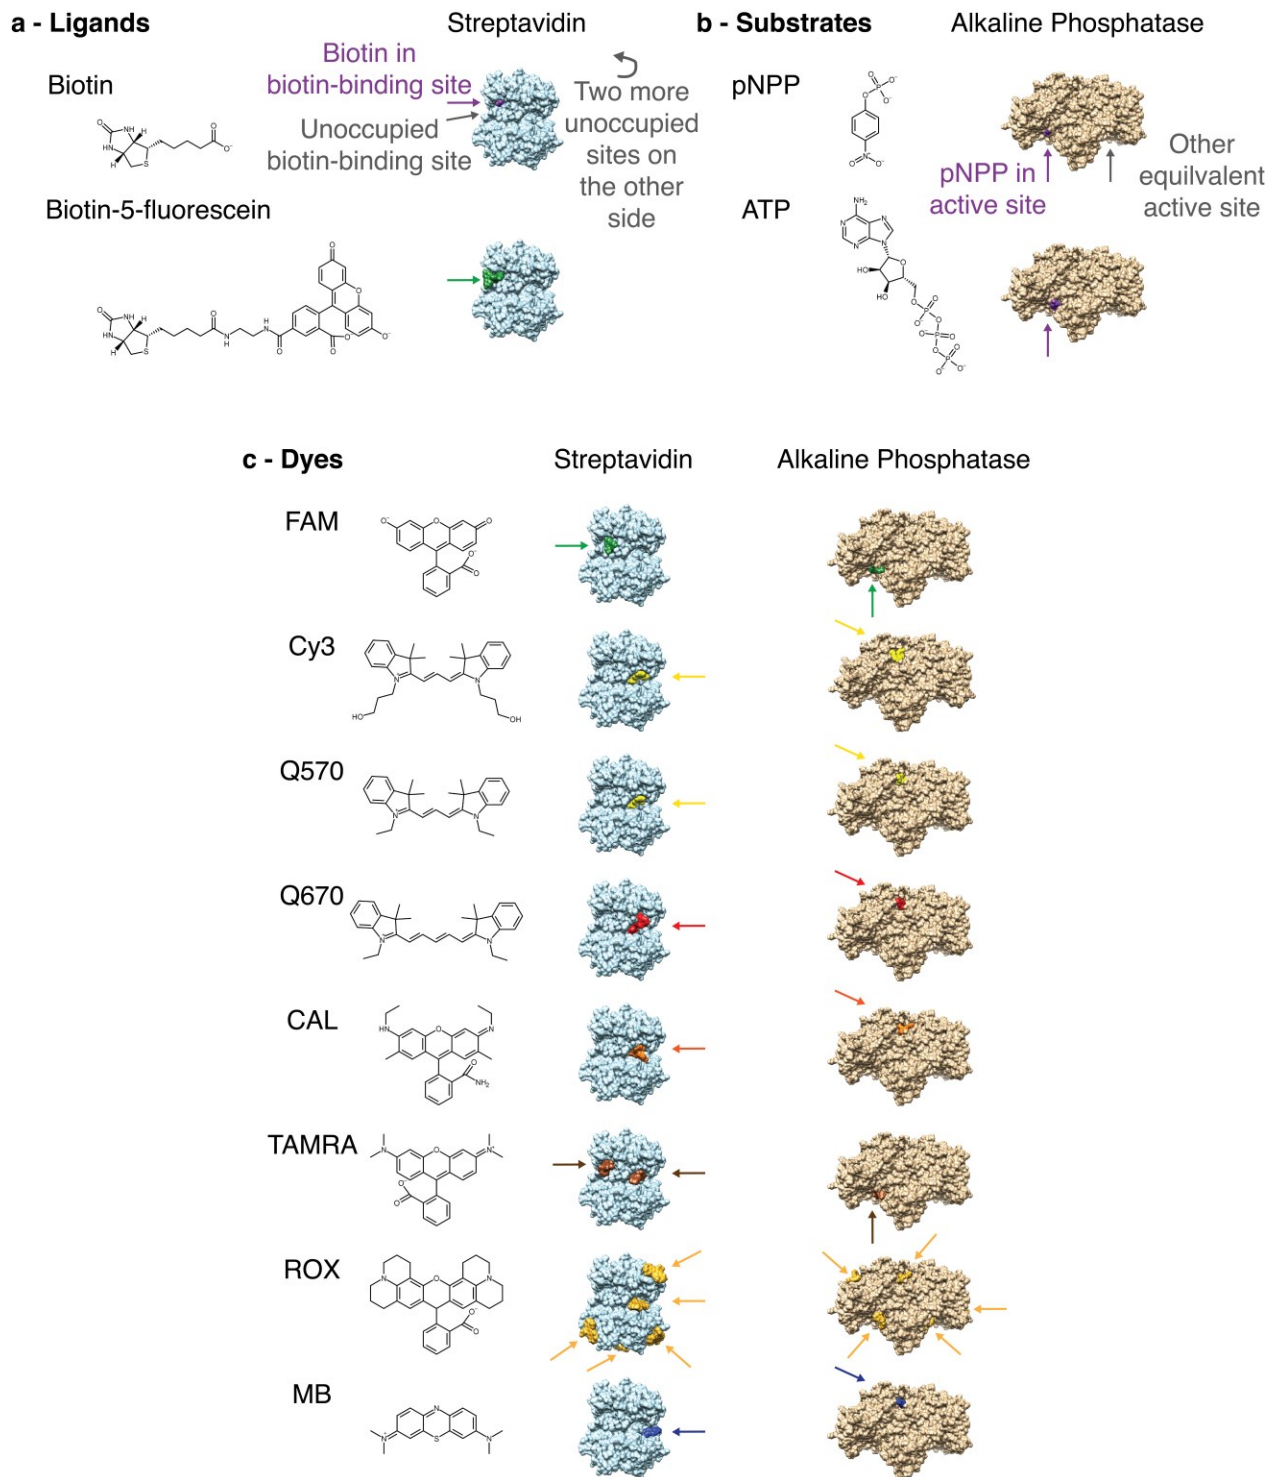 a - Ligands
Streptavidin
b - Substrates
Alkaline Phosphatase
Biotin
Biotin in
biotin-binding site
Unoccupied
biotin-binding site
Two more
unoccupied
sites on
the other
side
pNPP
pNPP in
active site
Other
equilvalent
active site
Biotin-5-fluorescein
ATP
c - Dyes
Streptavidin
Alkaline Phosphatase
FAM
Cy3
Q570
Q670
CAL
TAMRA
ROX
MB